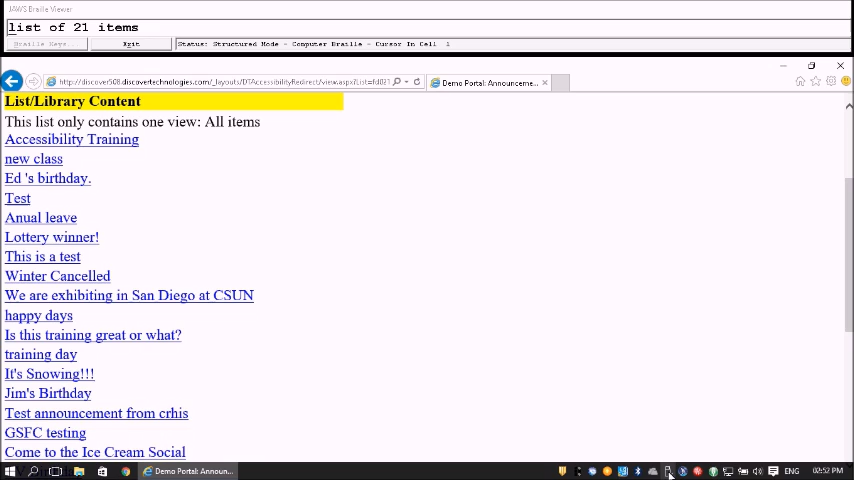 JAWS Braille Viewer
list of 21 items
Braille Keys...
Exit
Status: Structured Mode - Computer Braille - Cursor In Cell 1
http://discover508.discovertechnologies.com/_layouts/DTAccessibilityRedirect/view.aspx?List=fd021
Demo Portal: Announceme...
List/Library Content
This list only contains one view: All items
Accessibility Training
new class
Ed 's birthday.
Test
Anual leave
Lottery winner!
This is a test
Winter Cancelled
We are exhibiting in San Diego at CSUN
happy days
Is this training great or what?
training day
It's Snowing!!!
Jim's Birthday
Test announcement from crhis
GSFC testing
Come to the Ice Cream Social
Demo Portal: Announ...
ENG
02:52 PM